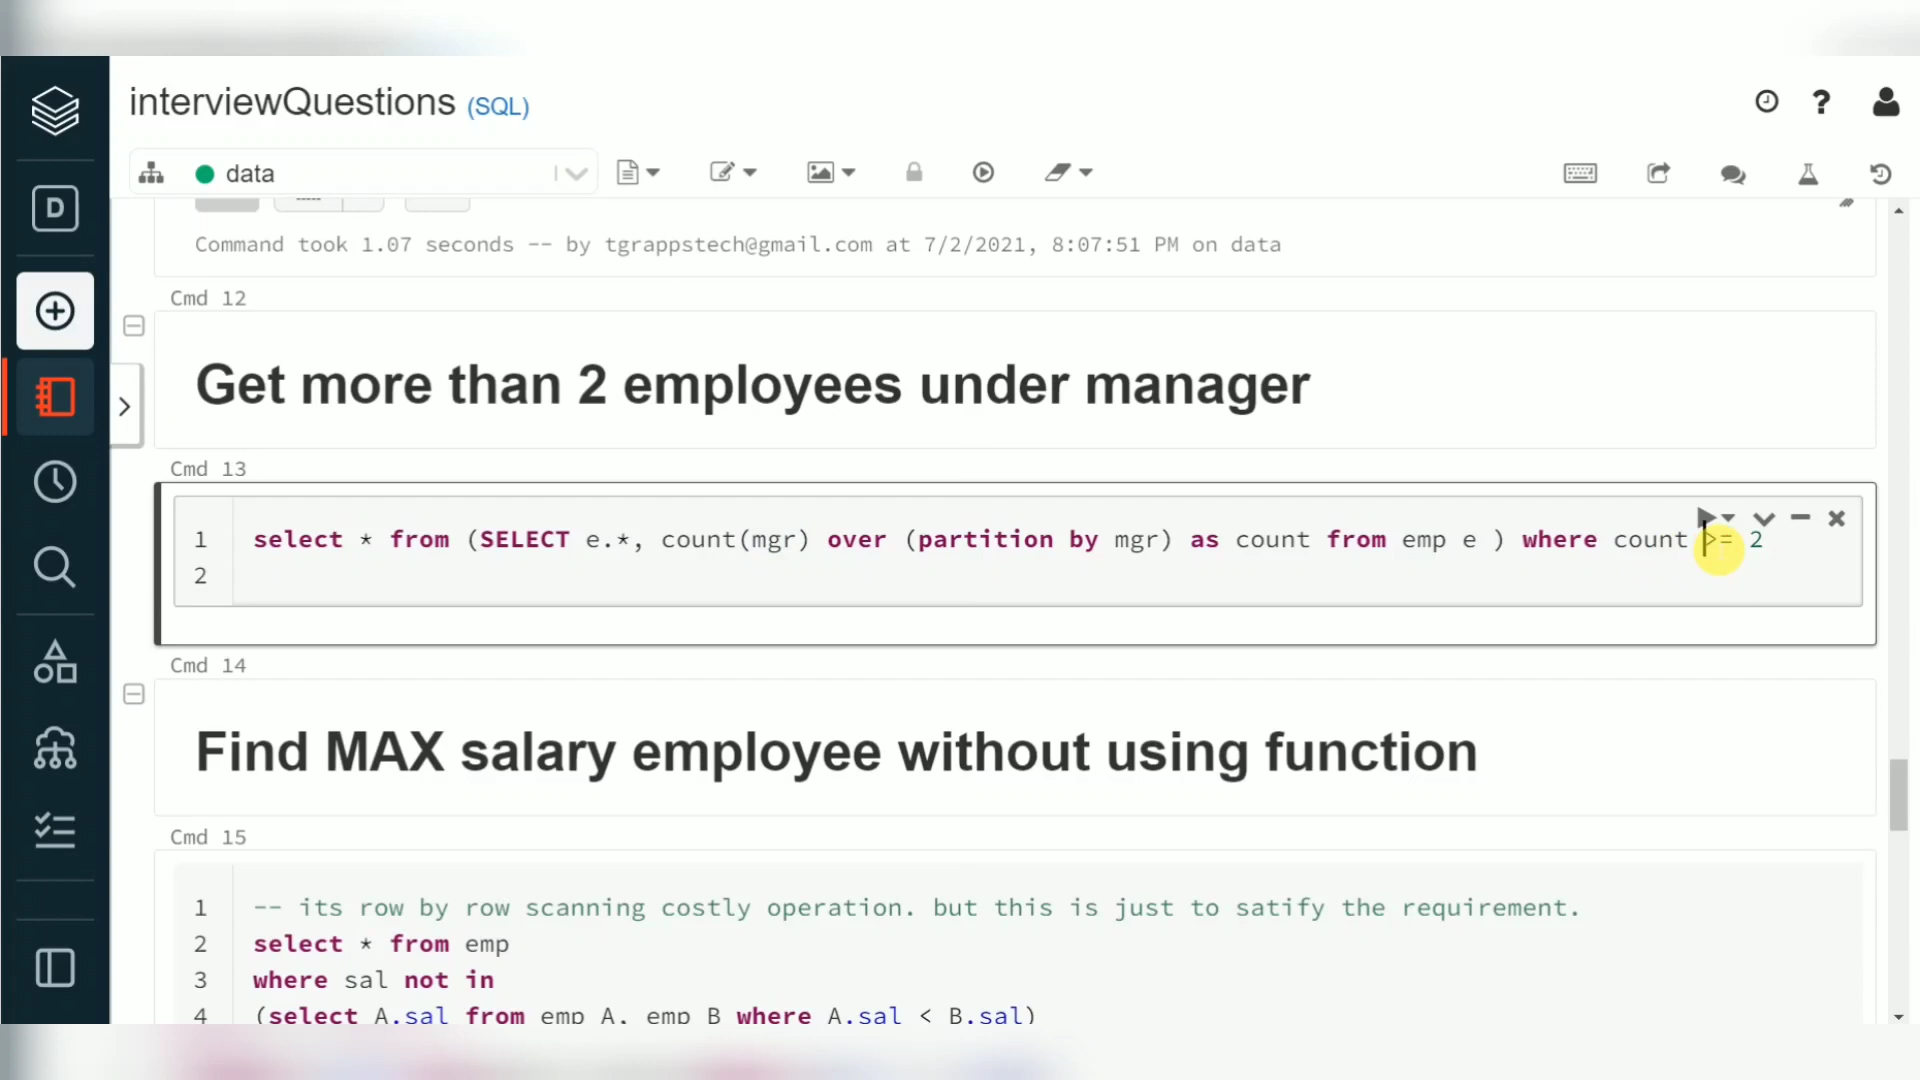 interviewQuestions (SQL)
D
data
Command took 1.07 seconds -- by tgrappstech@gmail.com at 7/2/2021, 8:07:51 PM on data
Cmd 12
Get more than 2 employees under manager
Cmd 13
1 select * from (SELECT e.*, count(mgr) over (partition by mgr) as count from emp e ) where count >= 2
2
Cmd 14
Find MAX salary employee without using function
Cmd 15
1 -- its row by row scanning costly operation. but this is just to satify the requirement.
2 select * from emp
3 where sal not in
4 (select A.sal from emp A, emp B where A.sal < B.sal)